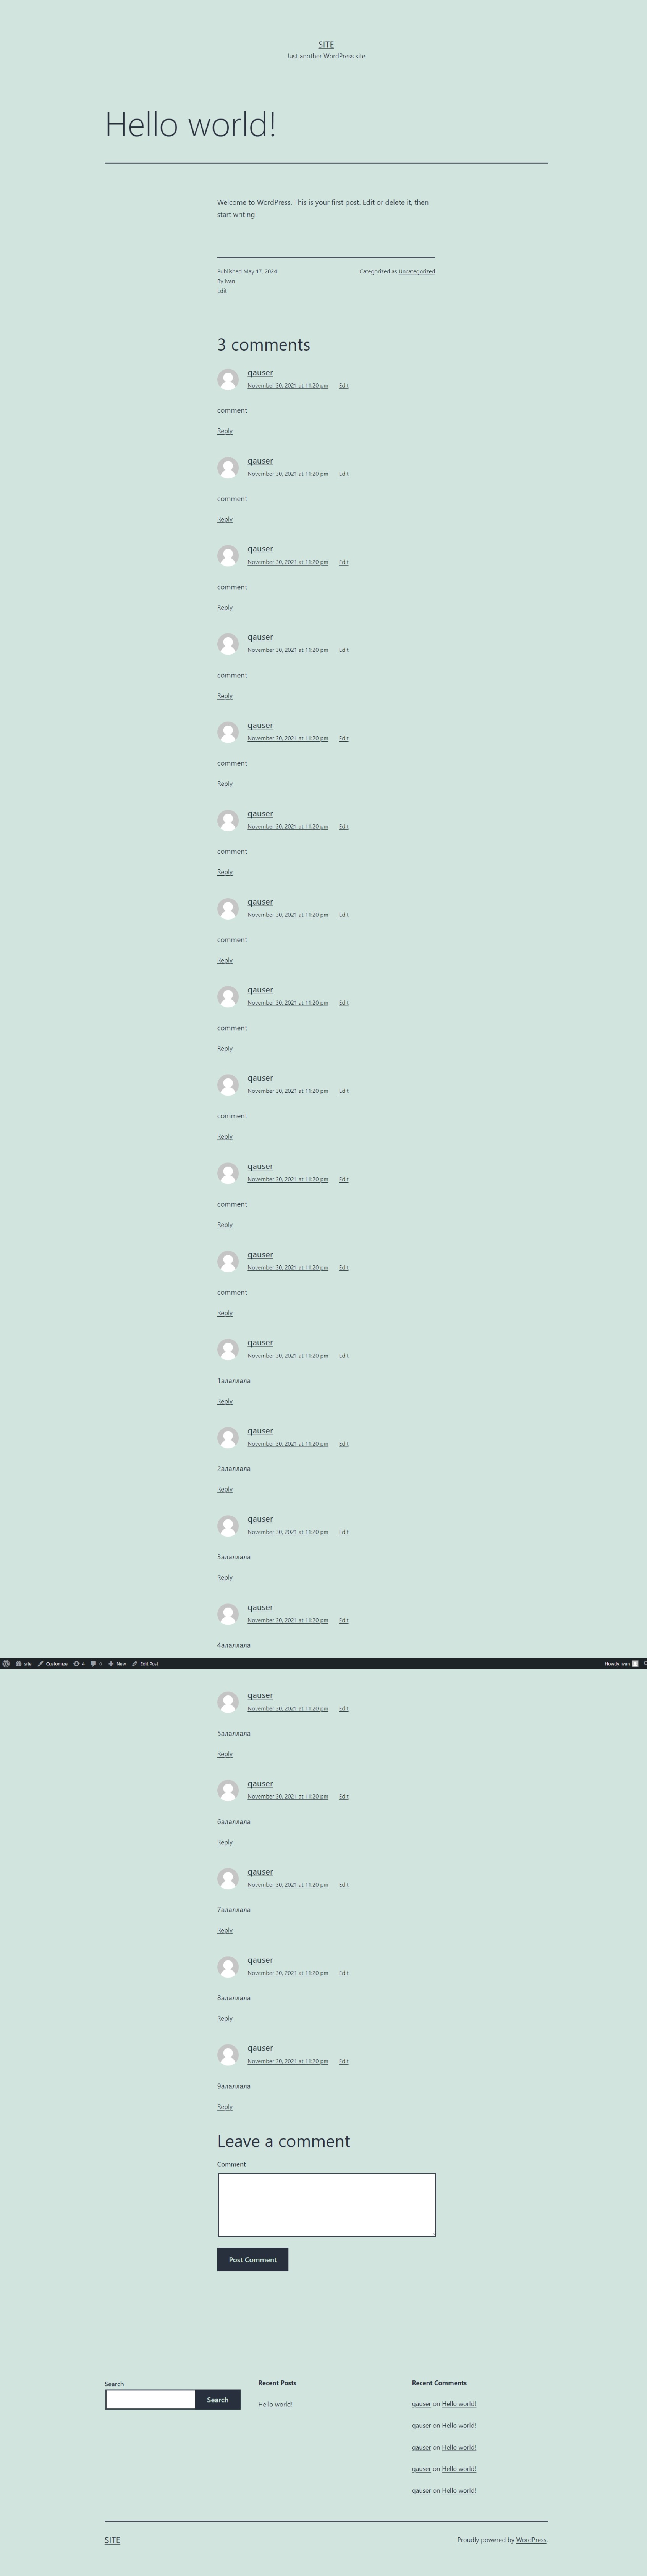 SITE
Just another WordPress site
Hello world!
Welcome to WordPress. This is your first post. Edit or delete it, then
start writing!
Published May 17, 2024
Categorized as Uncategorized
By ivan
Edit
3 comments
qauser
November 30, 2021 at 11:20 pm Edit
comment
Reply
qauser
November 30, 2021 at 11:20 pm Edit
comment
Reply
qauser
November 30, 2021 at 11:20 pm Edit
comment
Reply
qauser
November 30, 2021 at 11:20 pm Edit
comment
Reply
qauser
November 30, 2021 at 11:20 pm Edit
comment
Reply
qauser
November 30, 2021 at 11:20 pm Edit
comment
Reply
qauser
November 30, 2021 at 11:20 pm Edit
comment
Reply
qauser
November 30, 2021 at 11:20 pm Edit
comment
Reply
qauser
November 30, 2021 at 11:20 pm Edit
comment
Reply
qauser
November 30, 2021 at 11:20 pm Edit
comment
Reply
qauser
November 30, 2021 at 11:20 pm Edit
comment
Reply
qauser
November 30, 2021 at 11:20 pm Edit
1алаллала
Reply
qauser
November 30, 2021 at 11:20 pm Edit
2алаллала
Reply
qauser
November 30, 2021 at 11:20 pm Edit
3алаллала
Reply
qauser
November 30, 2021 at 11:20 pm Edit
4алаллала
site Customize 4 0 New Edit Post Howdy, ivan
qauser
November 30, 2021 at 11:20 pm Edit
5алаллала
Reply
qauser
November 30, 2021 at 11:20 pm Edit
6алаллала
Reply
qauser
November 30, 2021 at 11:20 pm Edit
7алаллала
Reply
qauser
November 30, 2021 at 11:20 pm Edit
8алаллала
Reply
qauser
November 30, 2021 at 11:20 pm Edit
9алаллала
Reply
Leave a comment
Comment
Post Comment
Search
Search
Recent Posts
Hello world!
Recent Comments
qauser on Hello world!
qauser on Hello world!
qauser on Hello world!
qauser on Hello world!
qauser on Hello world!
SITE
Proudly powered by WordPress.